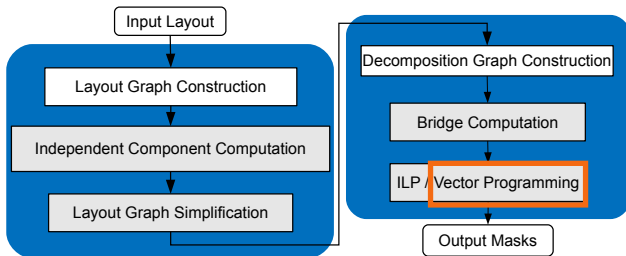 Input Layout
Layout Graph Construction
Independent Component Computation
Layout Graph Simplification
Decomposition Graph Construction
Bridge Computation
ILP / Vector Programming
Output Masks